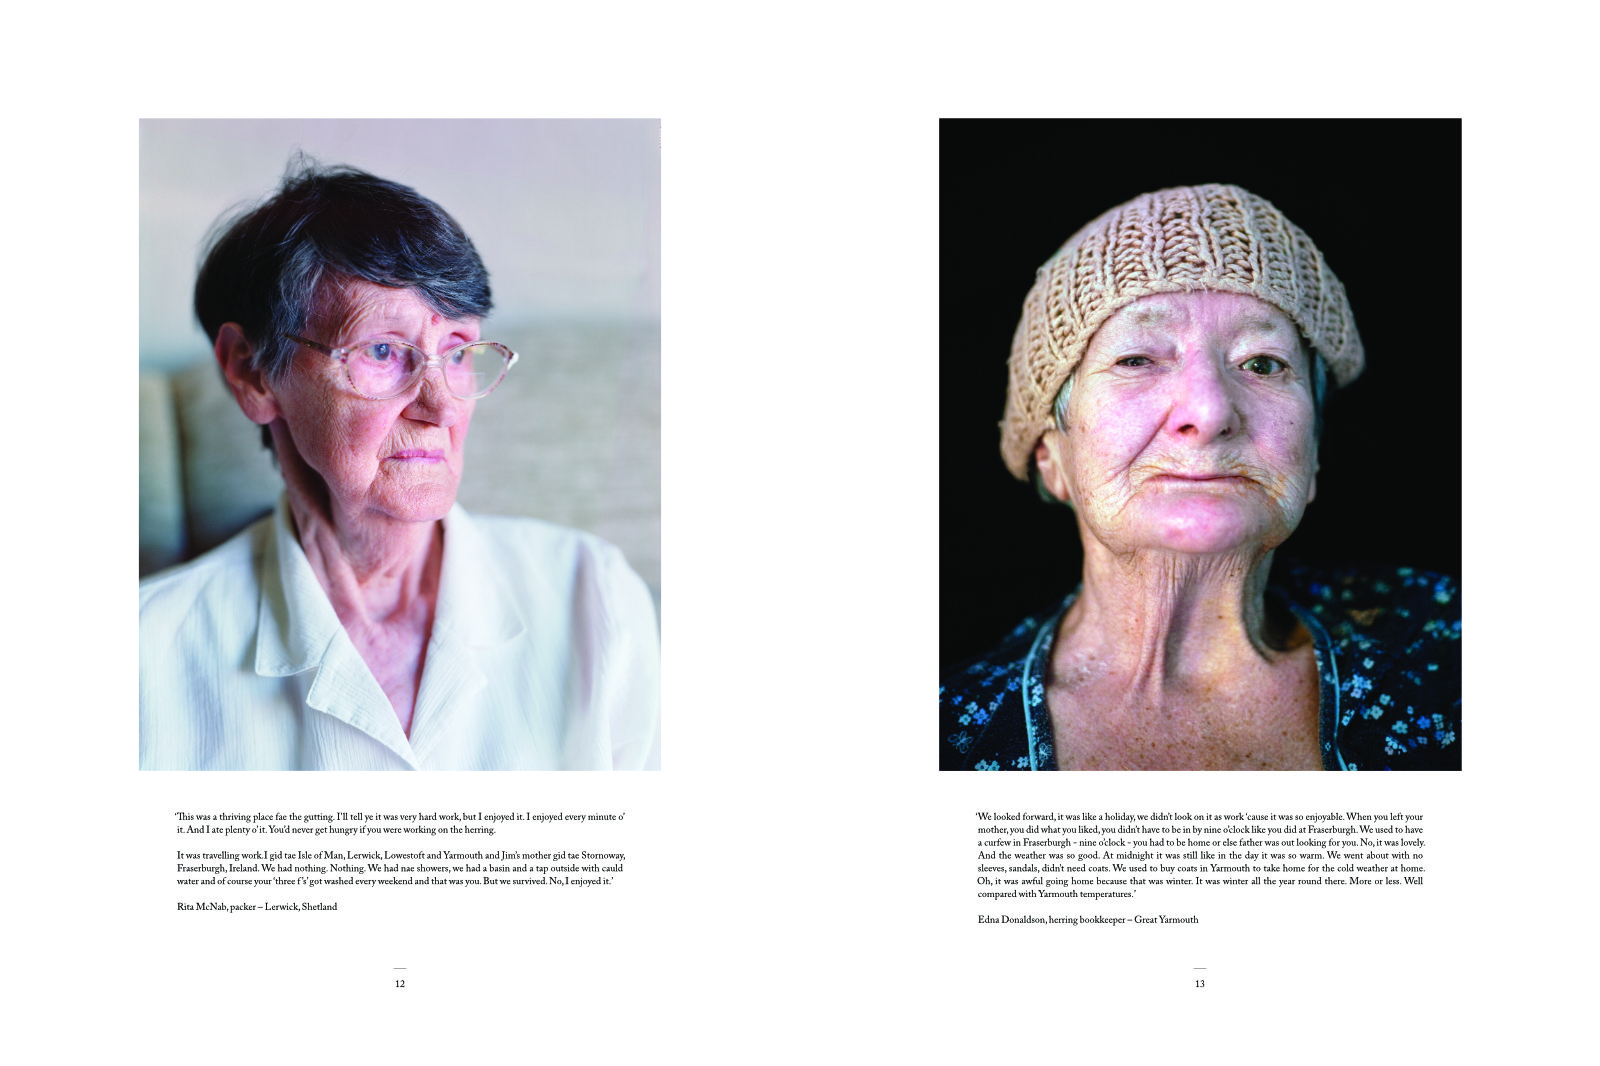 ‘This was a thriving place fae the gutting. I’ll tell ye it was very hard work, but I enjoyed it. I enjoyed every minute o’
it. And I ate plenty o’ it. You’d never get hungry if you were working on the herring.
It was travelling work.I gid tae Isle of Man, Lerwick, Lowestoft and Yarmouth and Jim’s mother gid tae Stornoway,
Fraserburgh, Ireland. We had nothing. Nothing. We had nae showers, we had a basin and a tap outside with cauld
water and of course your ‘three f’s’ got washed every weekend and that was you. But we survived. No, I enjoyed it.’
Rita McNab, packer – Lerwick, Shetland
12
‘We looked forward, it was like a holiday, we didn’t look on it as work ‘cause it was so enjoyable. When you left your
mother, you did what you liked, you didn’t have to be in by nine o’clock like you did at Fraserburgh. We used to have
a curfew in Fraserburgh - nine o’clock - you had to be home or else father was out looking for you. No, it was lovely.
And the weather was so good. At midnight it was still like in the day it was so warm. We went about with no
sleeves, sandals, didn’t need coats. We used to buy coats in Yarmouth to take home for the cold weather at home.
Oh, it was awful going home because that was winter. It was winter all the year round there. More or less. Well
compared with Yarmouth temperatures.’
Edna Donaldson, herring bookkeeper – Great Yarmouth
13